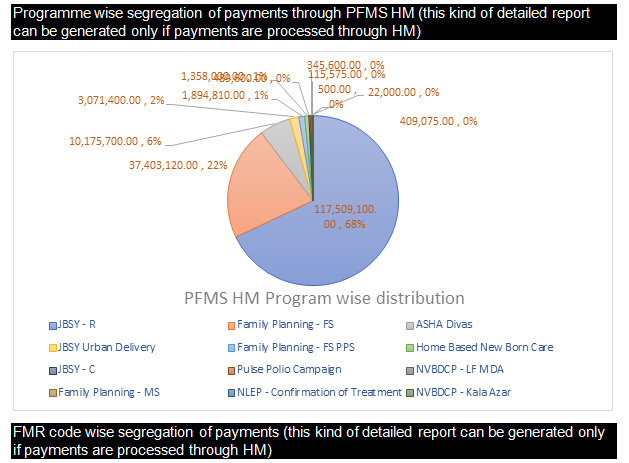 Programme wise segregation of payments through PFMS HM (this kind of detailed report
can be generated only if payments are processed through HM)
345,600.00 , 0%
1,358,000.00 , 1%
115,575.00 , 0%
3,071,400.00 , 2%
1,894,810.00 , 1%
500.00 ,
0%
22,000.00 , 0%
409,075.00 , 0%
10,175,700.00 , 6%
37,403,120.00 , 22%
117,509,100.
00 , 68%
PFMS HM Program wise distribution
JBSY - R
Family Planning - FS
ASHA Divas
JBSY Urban Delivery
Family Planning - FS PPS
Home Based New Born Care
JBSY - C
Pulse Polio Campaign
NVBDCP - LF MDA
Family Planning - MS
NLEP - Confirmation of Treatment
NVBDCP - Kala Azar
FMR code wise segregation of payments (this kind of detailed report can be generated only
if payments are processed through HM)